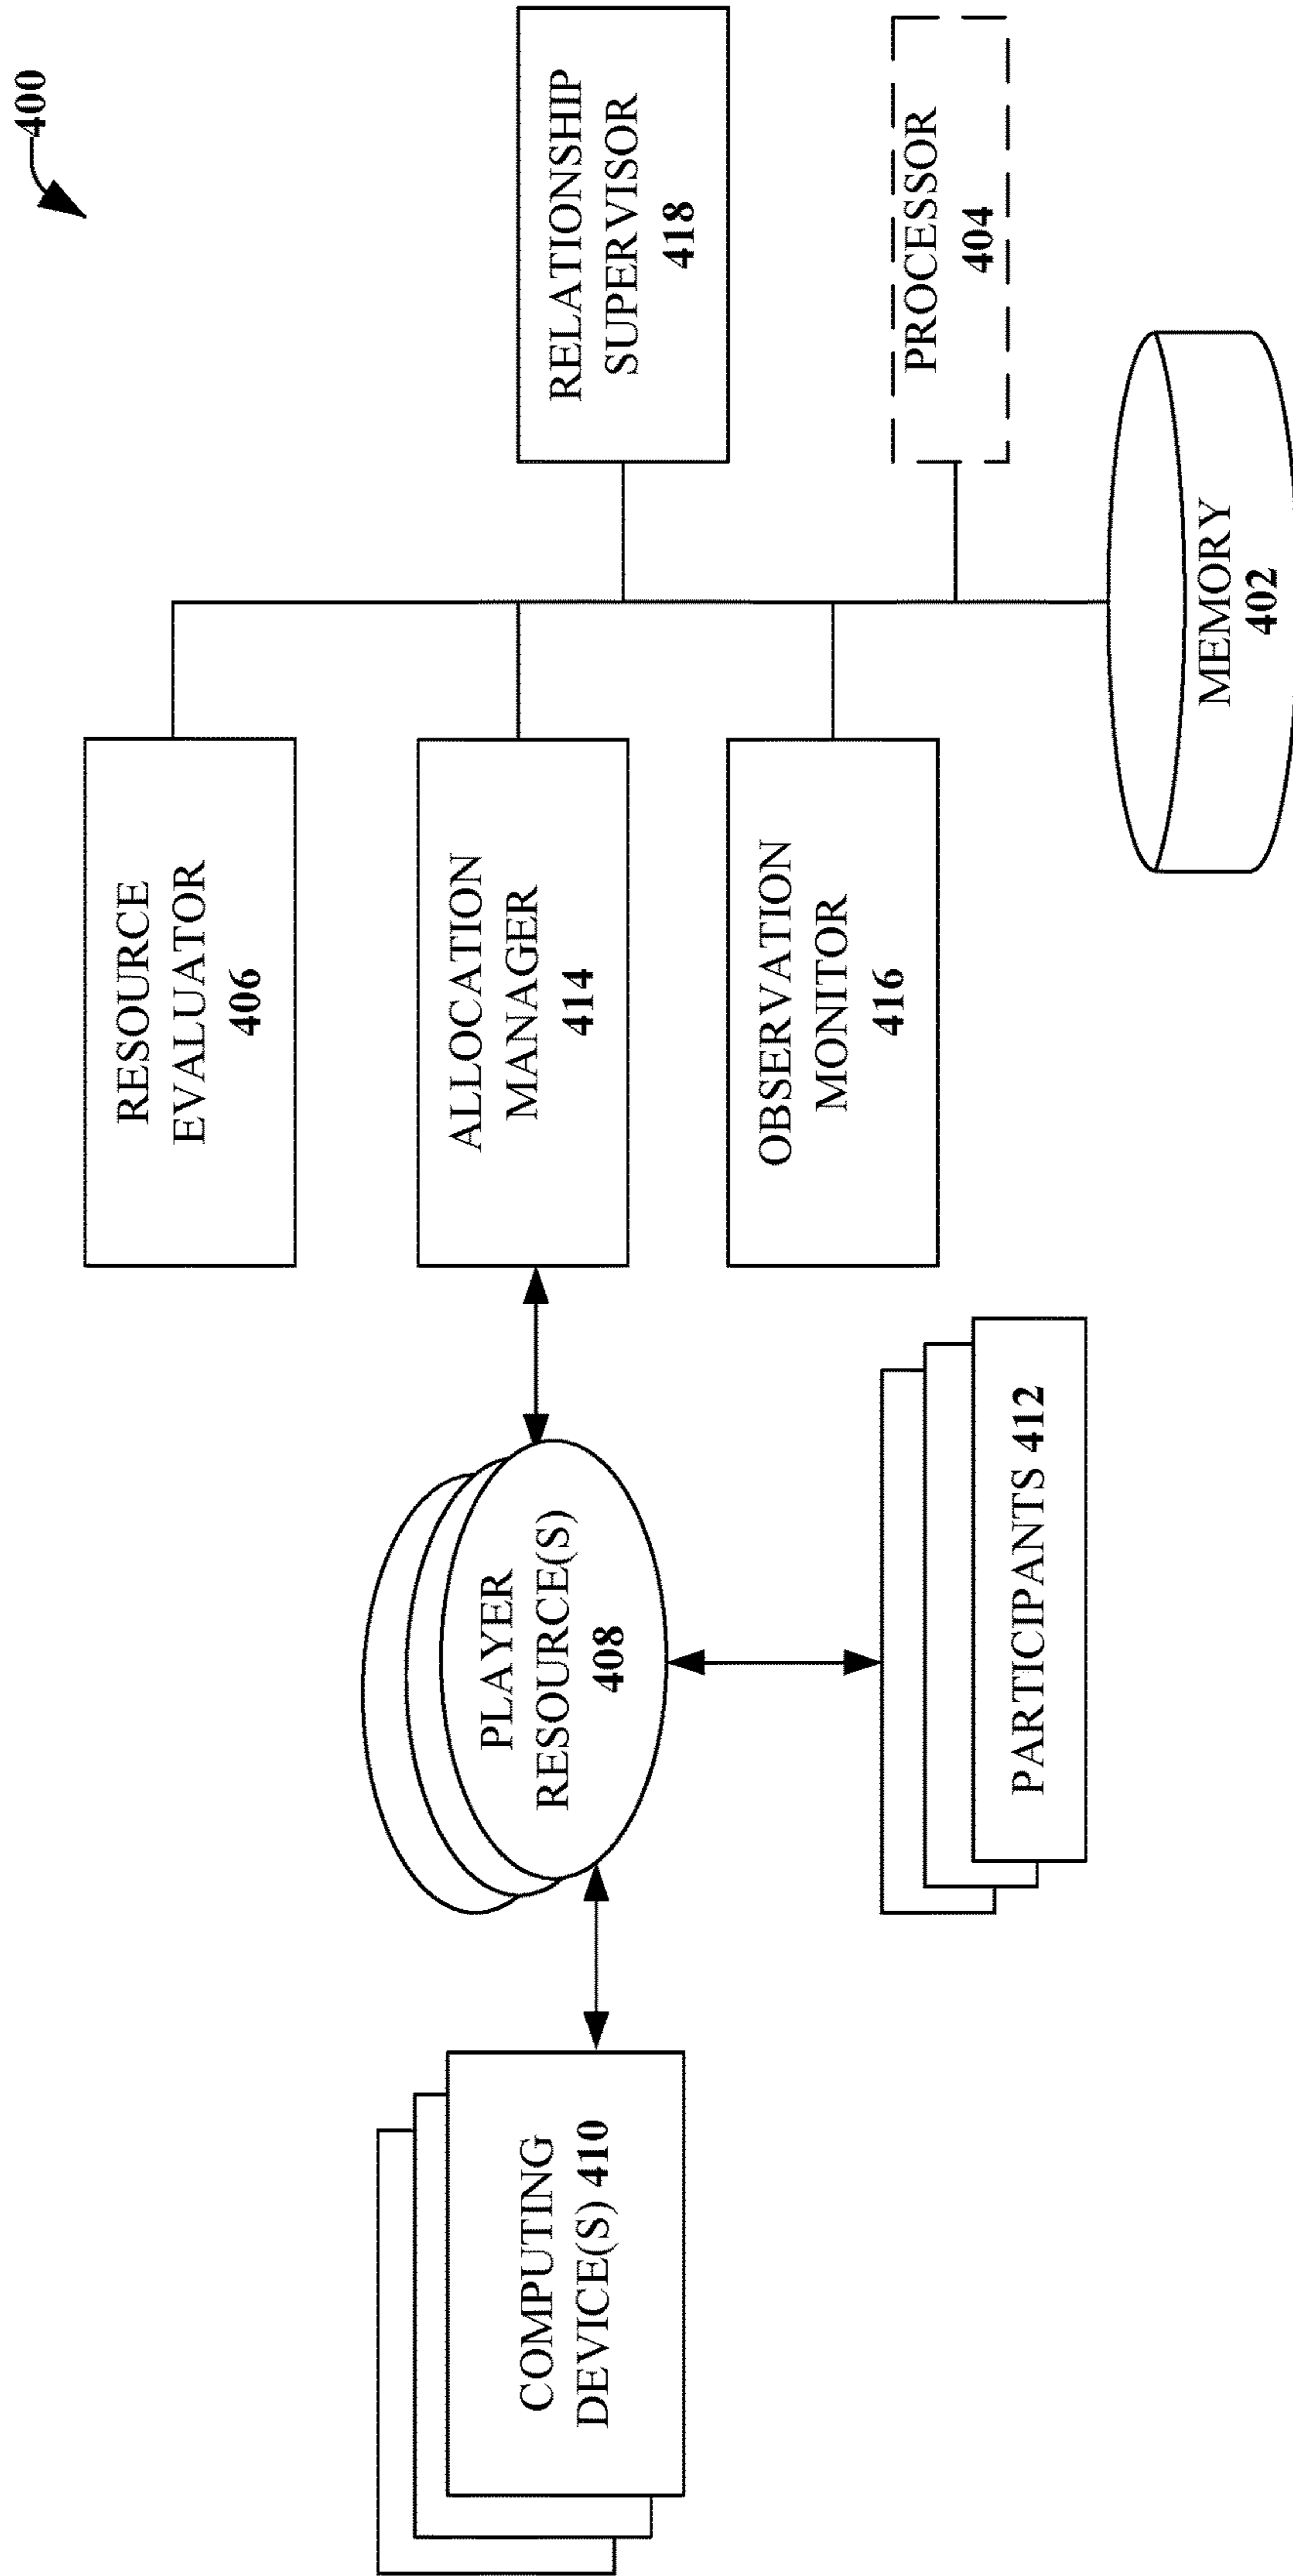 400
RESOURCE
EVALUATOR
406
RELATIONSHIP
SUPERVISOR
418
COMPUTING
DEVICE(S) 410
PLAYER
RESOURCE(S)
408
ALLOCATION
MANAGER
414
PARTICIPANTS 412
OBSERVATION
MONITOR
416
PROCESSOR
404
MEMORY
402